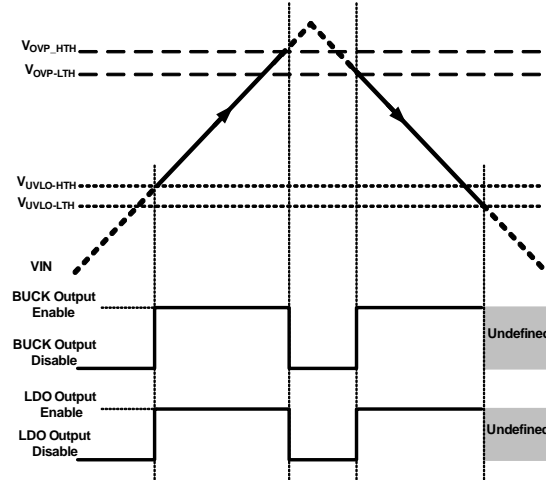 VOVP_HTH
VOVP-LTH
VUVLO-HTH
VUVLO-LTH
VIN
BUCK Output
Enable
BUCK Output
Disable
Undefined
LDO Output
Enable
LDO Output
Disable
Undefined